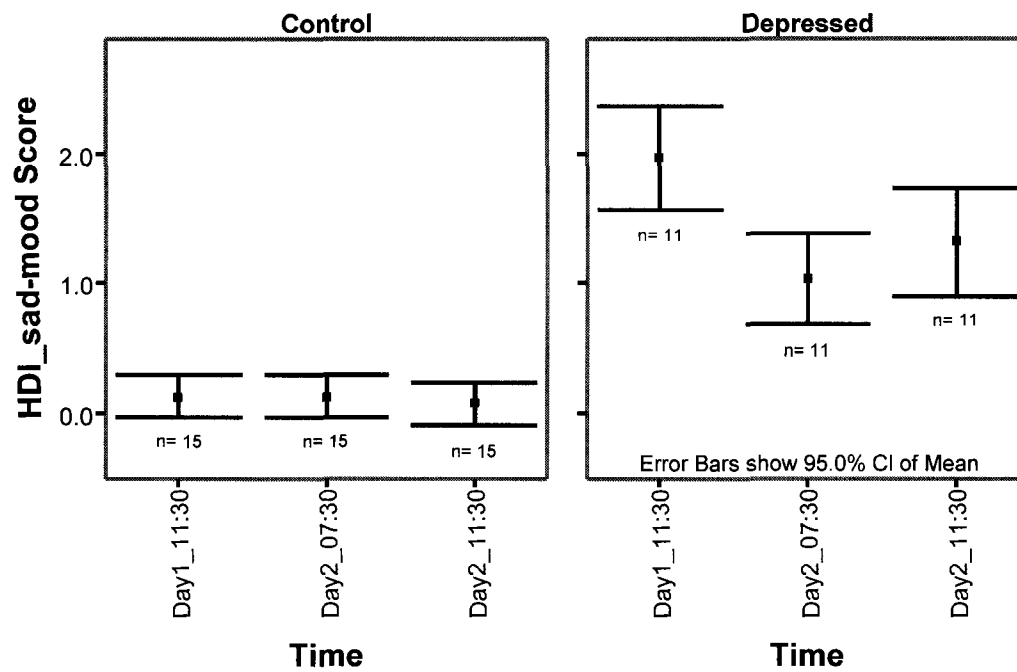 Control
Depressed
HDI_sad-mood Score
2.0
1.0
0.0
n= 15
n= 15
n= 15
n= 11
n= 11
n= 11
Error Bars show 95.0% CI of Mean
Day1_11:30
Day2_07:30
Day2_11:30
Day1_11:30
Day2_07:30
Day2_11:30
Time
Time